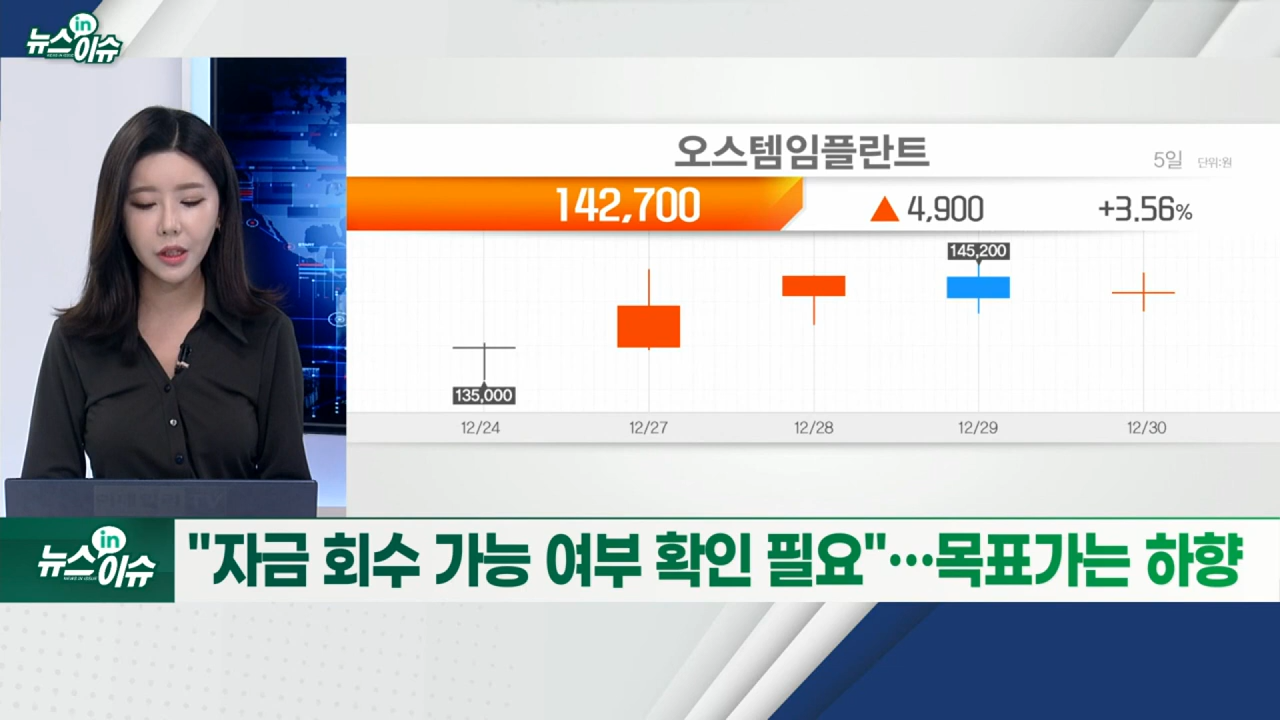 뉴스in이슈
오스템임플란트
5일 단위:원
142,700 ▲ 4,900 +3.56%
145,200
135,000
12/24 12/27 12/28 12/29 12/30
뉴스in이슈
"자금 회수 가능 여부 확인 필요"…목표가는 하향